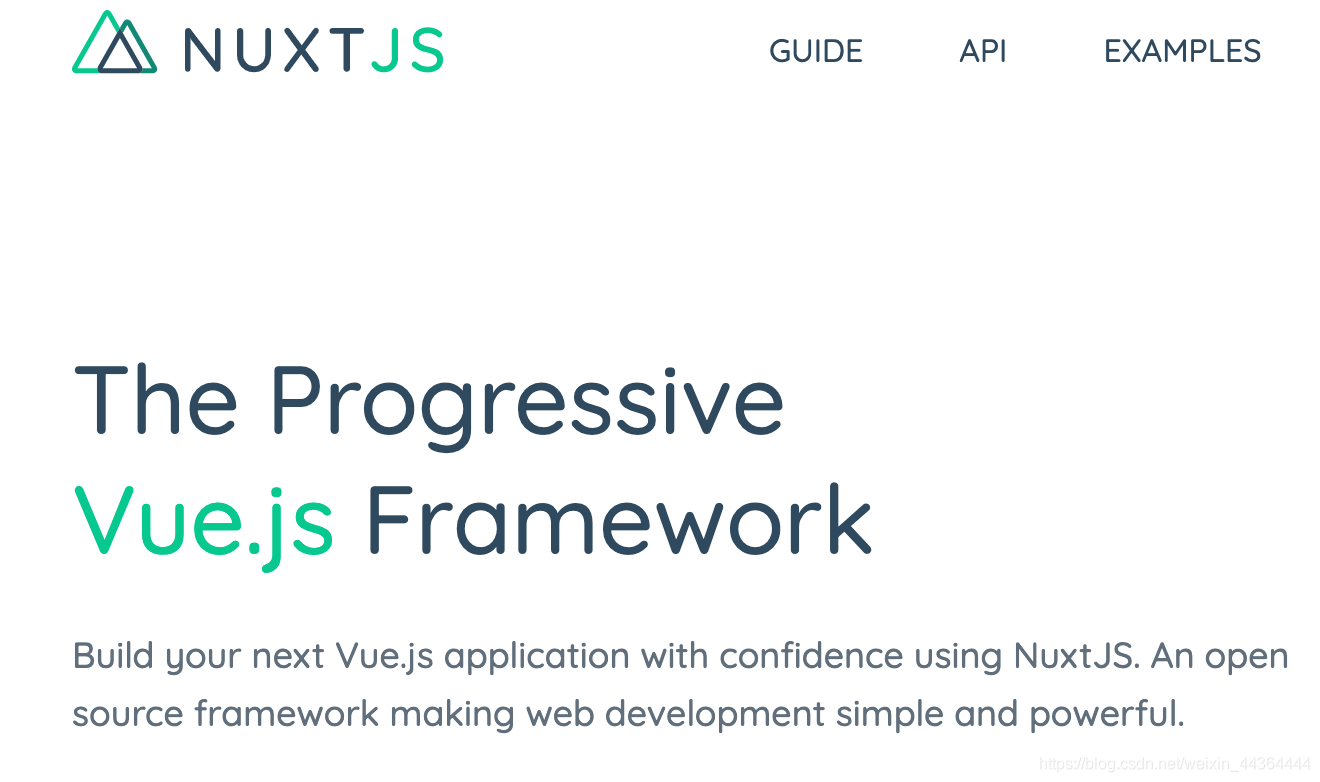 NUXTJS GUIDE API EXAMPLES
The Progressive
Vue.js Framework
Build your next Vue.js application with confidence using NuxtJS. An open
source framework making web development simple and powerful.
https://blog.csdn.net/weixin_44364444